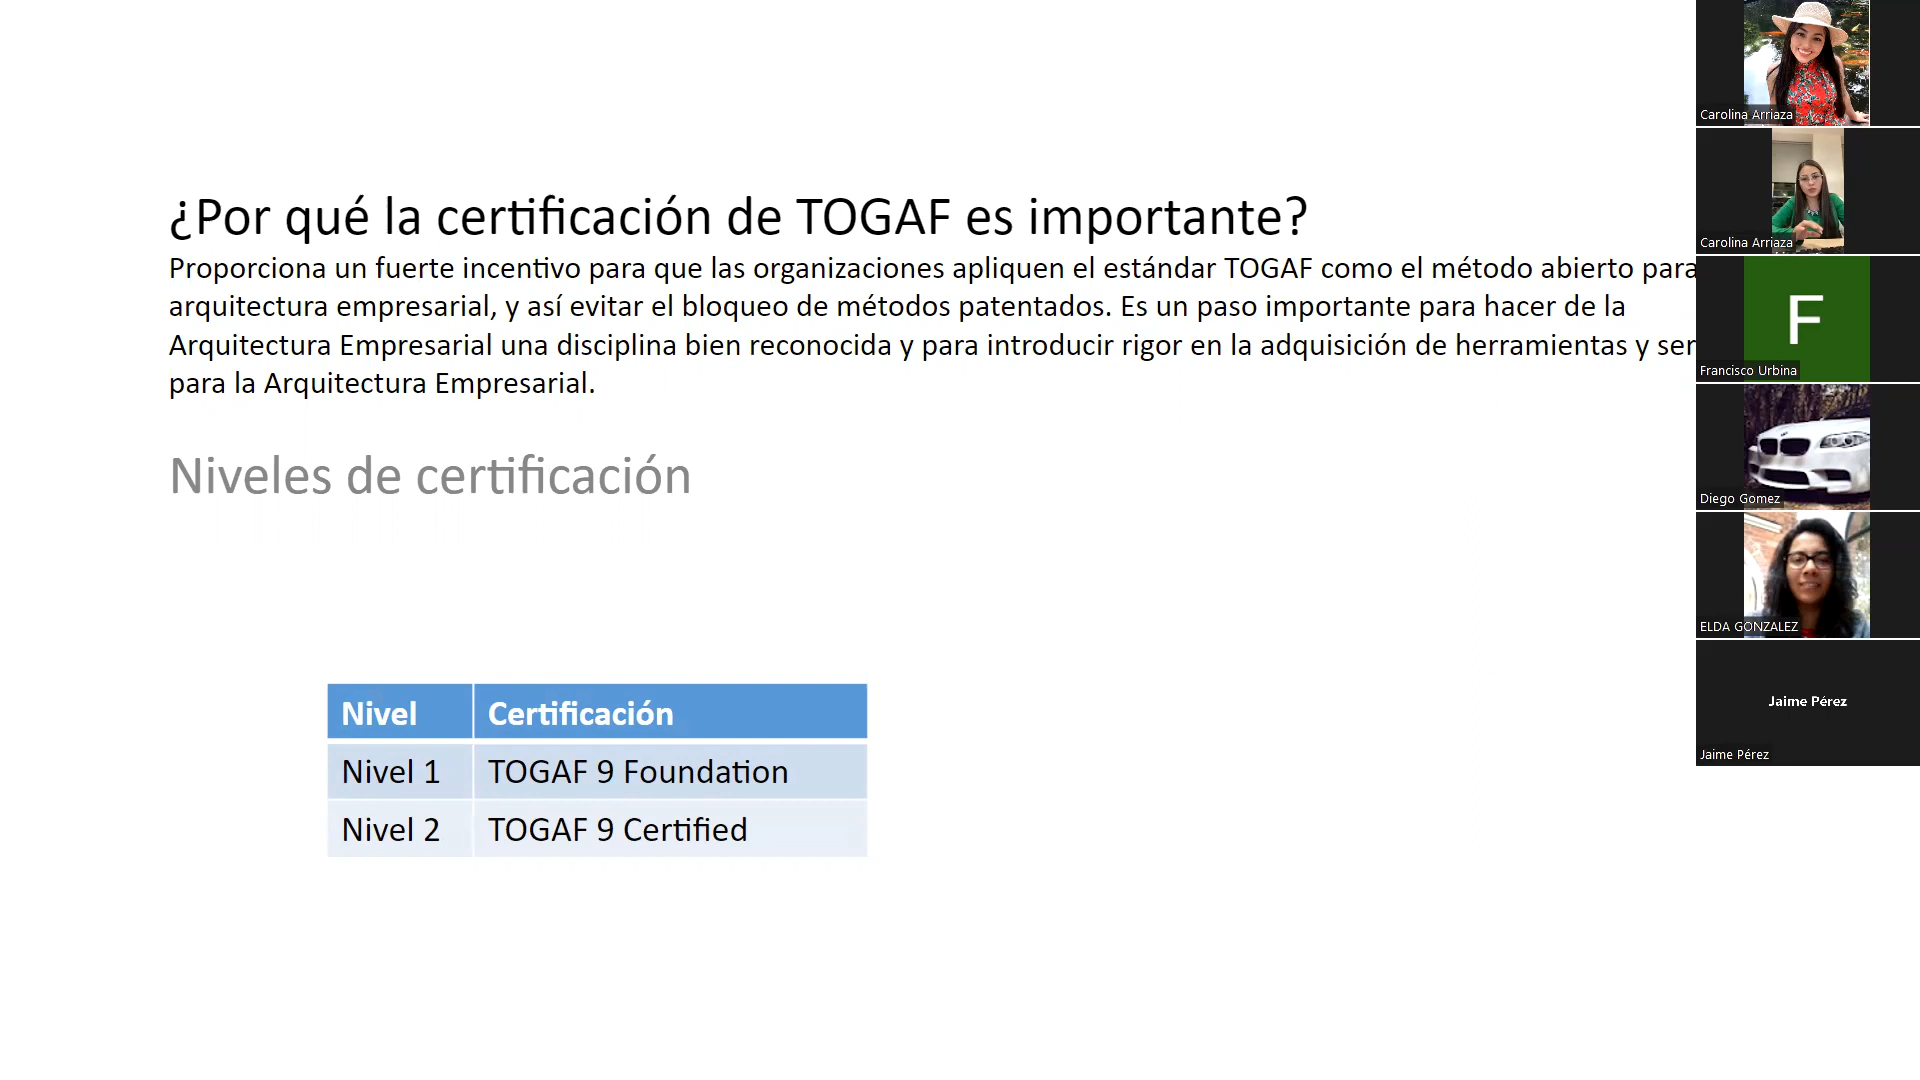 ¿Por qué la certificación de TOGAF es importante?
Proporciona un fuerte incentivo para que las organizaciones apliquen el estándar TOGAF como el método abierto para
arquitectura empresarial, y así evitar el bloqueo de métodos patentados. Es un paso importante para hacer de la
Arquitectura Empresarial una disciplina bien reconocida y para introducir rigor en la adquisición de herramientas y ser
para la Arquitectura Empresarial.
Niveles de certificación
Nivel Certificación
Nivel 1 TOGAF 9 Foundation
Nivel 2 TOGAF 9 Certified
Carolina Arriaza
Carolina Arriaza
F
Francisco Urbina
Diego Gomez
ELDA GONZALEZ
Jaime Pérez
Jaime Pérez